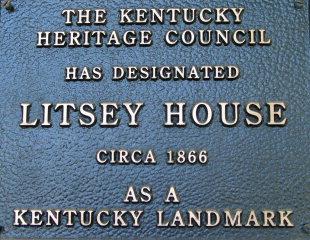 THE KENTUCKY
HERITAGE COUNCIL
HAS DESIGNATED
LITSEY HOUSE
CIRCA 1866
AS A
KENTUCKY LANDMARK